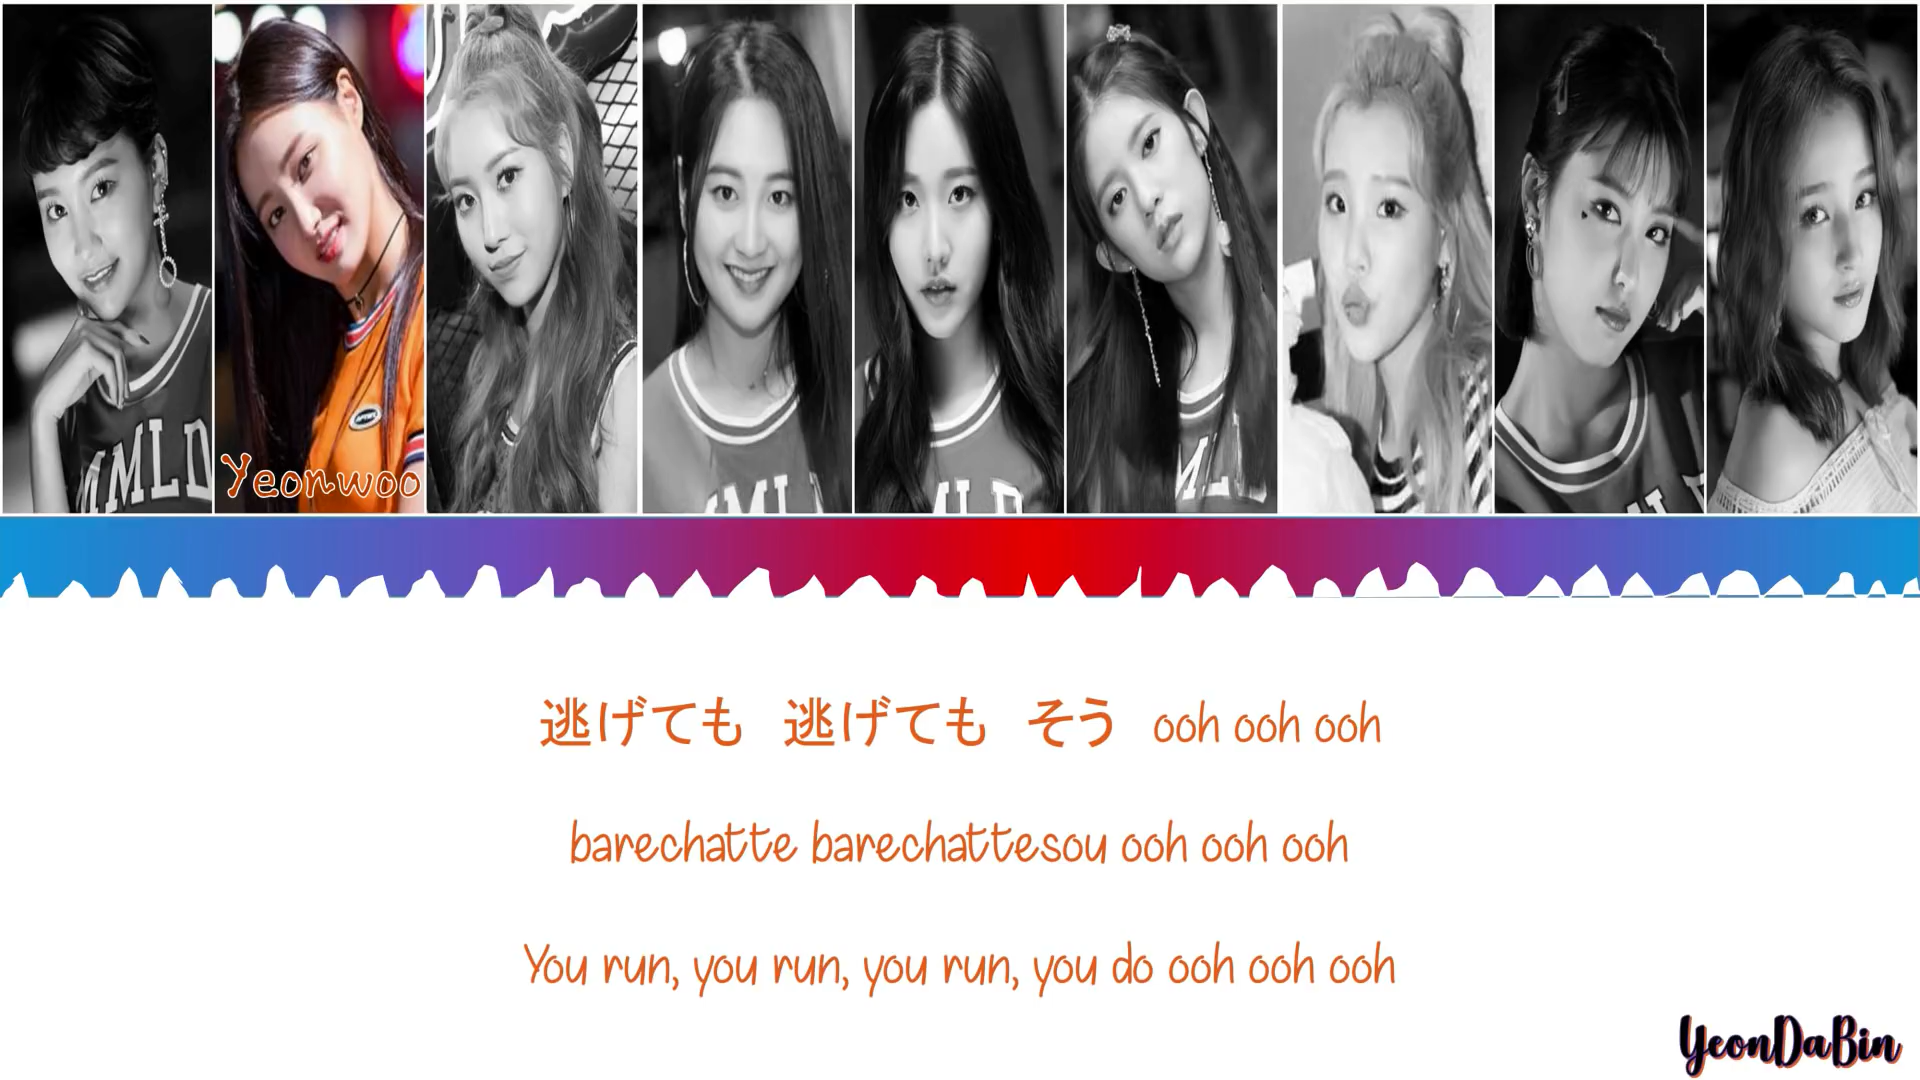 MMLD
Yeonwoo
逃げても 逃げても そう ooh ooh ooh
barechatte barechattesou ooh ooh ooh
You run, you run, you run, you do ooh ooh ooh
YeonDaBin